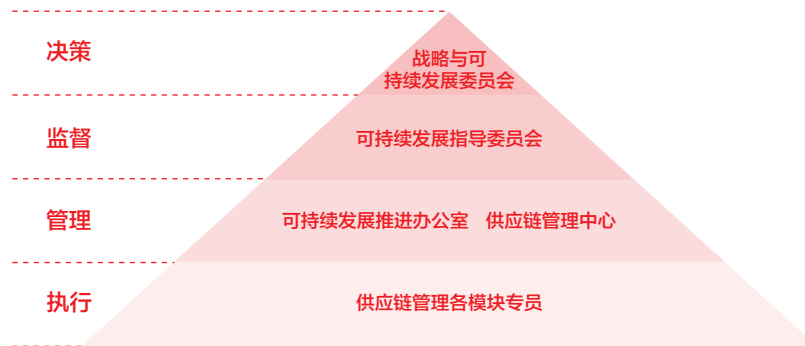 决策
战略与可
持续发展委员会
监督
可持续发展指导委员会
管理
可持续发展推进办公室 供应链管理中心
执行
供应链管理各模块专员